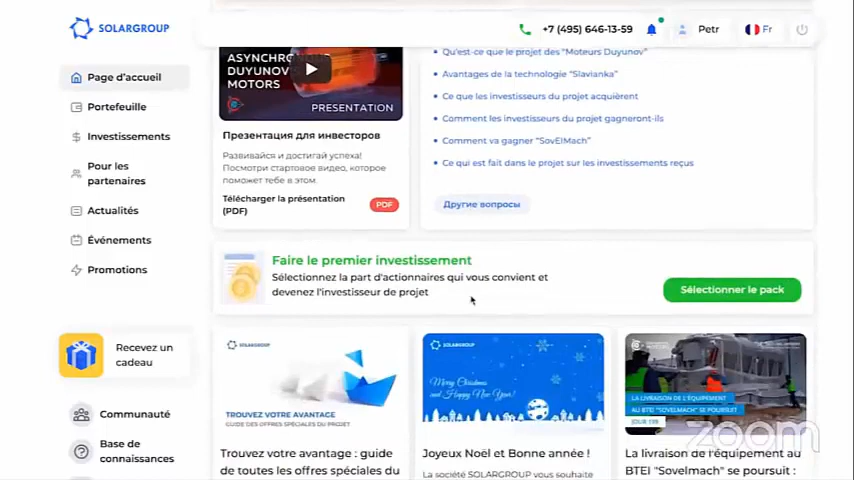 SOLARGROUP
+7 (495) 646-13-59
Petr
Fr
Page d'accueil
Portefeuille
Investissements
Pour les
partenaires
Actualités
Événements
Promotions
Recevez un
cadeau
Communauté
Base de
connaissances
ASYNCHRONOUS
DUYUNOV
MOTORS
PRESENTATION
Презентация для инвесторов
Развивайся и достигай успеха!
Посмотри стартовое видео, которое
поможет тебе в этом.
Télécharger la présentation
(PDF)
PDF
Qu'est-ce que le projet des "Moteurs Duyunov"
Avantages de la technologie "Slavianka"
Ce que les investisseurs du projet acquièrent
Comment les investisseurs du projet gagneront-ils
Comment va gagner "SovElMach"
Ce qui est fait dans le projet sur les investissements reçus
Другие вопросы
Faire le premier investissement
Sélectionnez la part d'actionnaires qui vous convient et
devenez l'investisseur de projet
Sélectionner le pack
SOLARGROUP
TROUVEZ VOTRE AVANTAGE
GUIDE DES OFFRES SPÉCIALES DU PROJET
Trouvez votre avantage : guide
de toutes les offres spéciales du
SOLARGROUP
Merry Christmas
and Happy New Year!
Joyeux Noël et Bonne année !
La société SOLARGROUP vous souhaite
LA LIVRAISON DE L'ÉQUIPEMENT
AU BTEI "SOVELMACH" SE POURSUIT
JOUR 139
La livraison de l'équipement au
BTEI "Sovelmach" se poursuit :
zoom